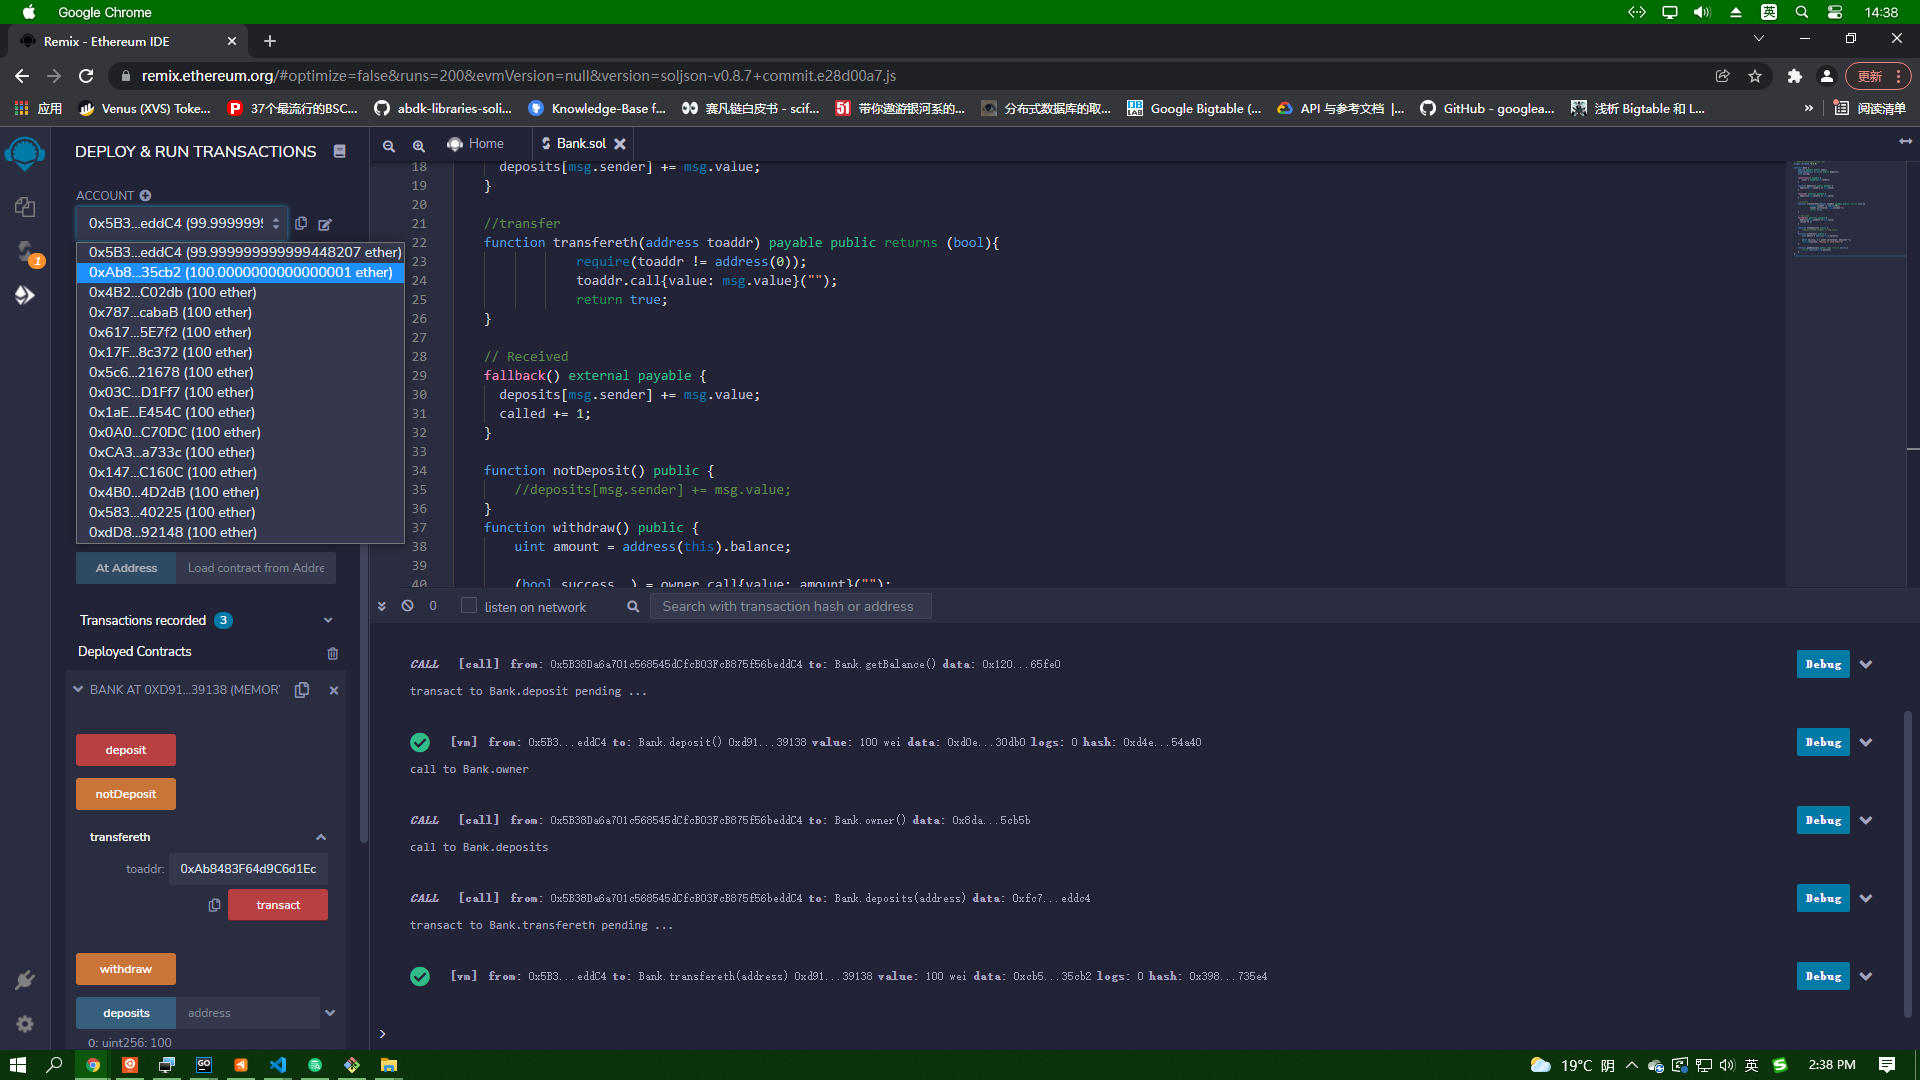 Google Chrome
英
14:38
Remix - Ethereum IDE
remix.ethereum.org/#optimize=false&runs=200&evmVersion=null&version=soljson-v0.8.7+commit.e28d00a7.js
更新
应用
Venus (XVS) Toke...
37个最流行的BSC...
abdk-libraries-soli...
Knowledge-Base f...
赛凡链白皮书 - scif...
51 带你遨游银河系的...
分布式数据库的取...
Google Bigtable (...
API 与参考文档 |...
GitHub - googlea...
浅析 Bigtable 和 L...
»
阅读清单
DEPLOY & RUN TRANSACTIONS
Home
Bank.sol
ACCOUNT
0x5B3...eddC4 (99.9999999
0x5B3...eddC4 (99.999999999999448207 ether)
0xAb8...35cb2 (100.0000000000000001 ether)
0x4B2...C02db (100 ether)
0x787...cabaB (100 ether)
0x617...5E7f2 (100 ether)
0x17F...8c372 (100 ether)
0x5c6...21678 (100 ether)
0x03C...D1Ff7 (100 ether)
0x1aE...E454C (100 ether)
0x0A0...C70DC (100 ether)
0xCA3...a733c (100 ether)
0x147...C160C (100 ether)
0x4B0...4D2dB (100 ether)
0x583...40225 (100 ether)
0xdD8...92148 (100 ether)
1
At Address
Load contract from Addre
Transactions recorded 3
Deployed Contracts
BANK AT 0XD91...39138 (MEMOR
deposit
notDeposit
transfereth
toaddr: 0xAb8483F64d9C6d1Ec
transact
withdraw
deposits address
0: uint256: 100
18 deposits[msg.sender] += msg.value;
19 }
20
21 //transfer
22 function transfereth(address toaddr) payable public returns (bool){
23 require(toaddr != address(0));
24 toaddr.call{value: msg.value}("");
25 return true;
26 }
27
28 // Received
29 fallback() external payable {
30 deposits[msg.sender] += msg.value;
31 called += 1;
32 }
33
34 function notDeposit() public {
35 //deposits[msg.sender] += msg.value;
36 }
37 function withdraw() public {
38 uint amount = address(this).balance;
39
40 (bool success, ) = owner.call{value: amount}("");
0
listen on network
Search with transaction hash or address
CALL [call] from: 0x5B38Da6a701c568545dCfcB03FcB875f56beddC4 to: Bank.getBalance() data: 0x120...65fe0
Debug
transact to Bank.deposit pending ...
[vm] from: 0x5B3...eddC4 to: Bank.deposit() 0xd91...39138 value: 100 wei data: 0xd0e...30db0 logs: 0 hash: 0xd4e...54a40
Debug
call to Bank.owner
CALL [call] from: 0x5B38Da6a701c568545dCfcB03FcB875f56beddC4 to: Bank.owner() data: 0x8da...5cb5b
Debug
call to Bank.deposits
CALL [call] from: 0x5B38Da6a701c568545dCfcB03FcB875f56beddC4 to: Bank.deposits(address) data: 0xfc7...eddc4
Debug
transact to Bank.transfereth pending ...
[vm] from: 0x5B3...eddC4 to: Bank.transfereth(address) 0xd91...39138 value: 100 wei data: 0xcb5...35cb2 logs: 0 hash: 0x398...735e4
Debug
>
19°C 阴
英
2:38 PM